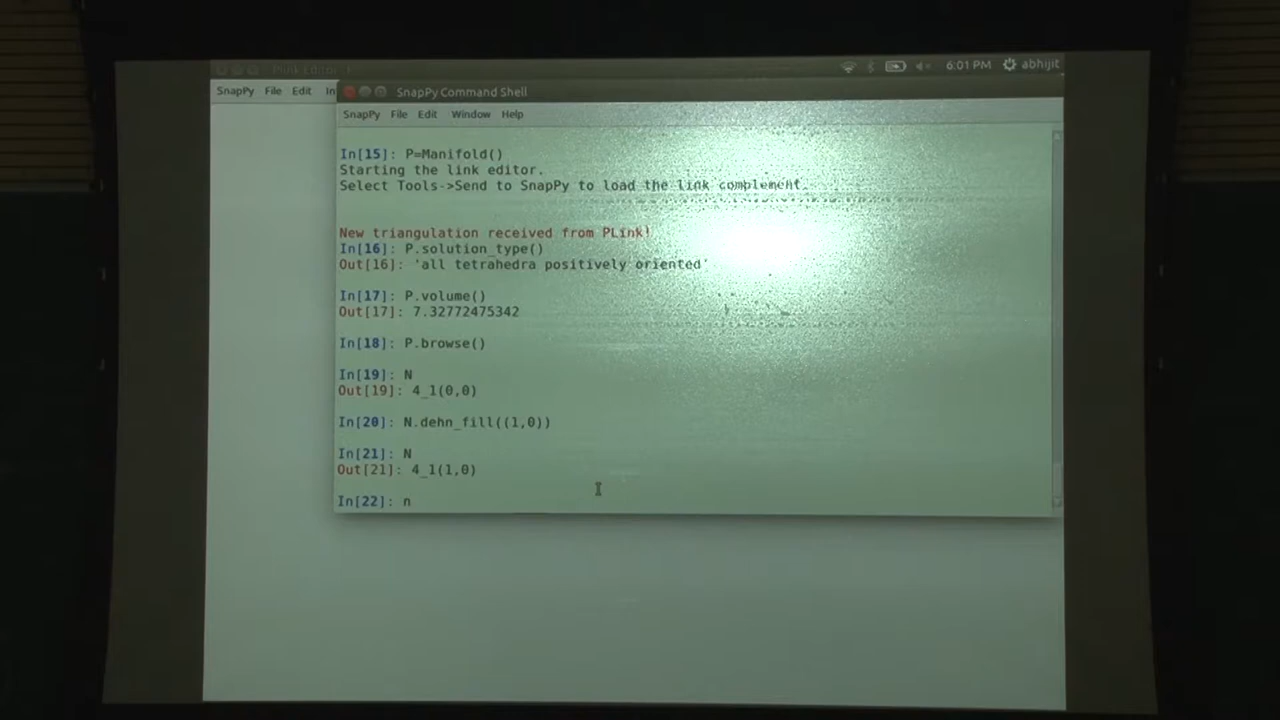 6:01 PM abhijit
SnapPy File Edit In
SnapPy Command Shell
SnapPy File Edit Window Help
In[15]: P=Manifold()
Starting the link editor.
Select Tools->Send to SnapPy to load the link complement.
New triangulation received from PLink!
In[16]: P.solution_type()
Out[16]: 'all tetrahedra positively oriented'
In[17]: P.volume()
Out[17]: 7.32772475342
In[18]: P.browse()
In[19]: N
Out[19]: 4_1(0,0)
In[20]: N.dehn_fill((1,0))
In[21]: N
Out[21]: 4_1(1,0)
In[22]: n